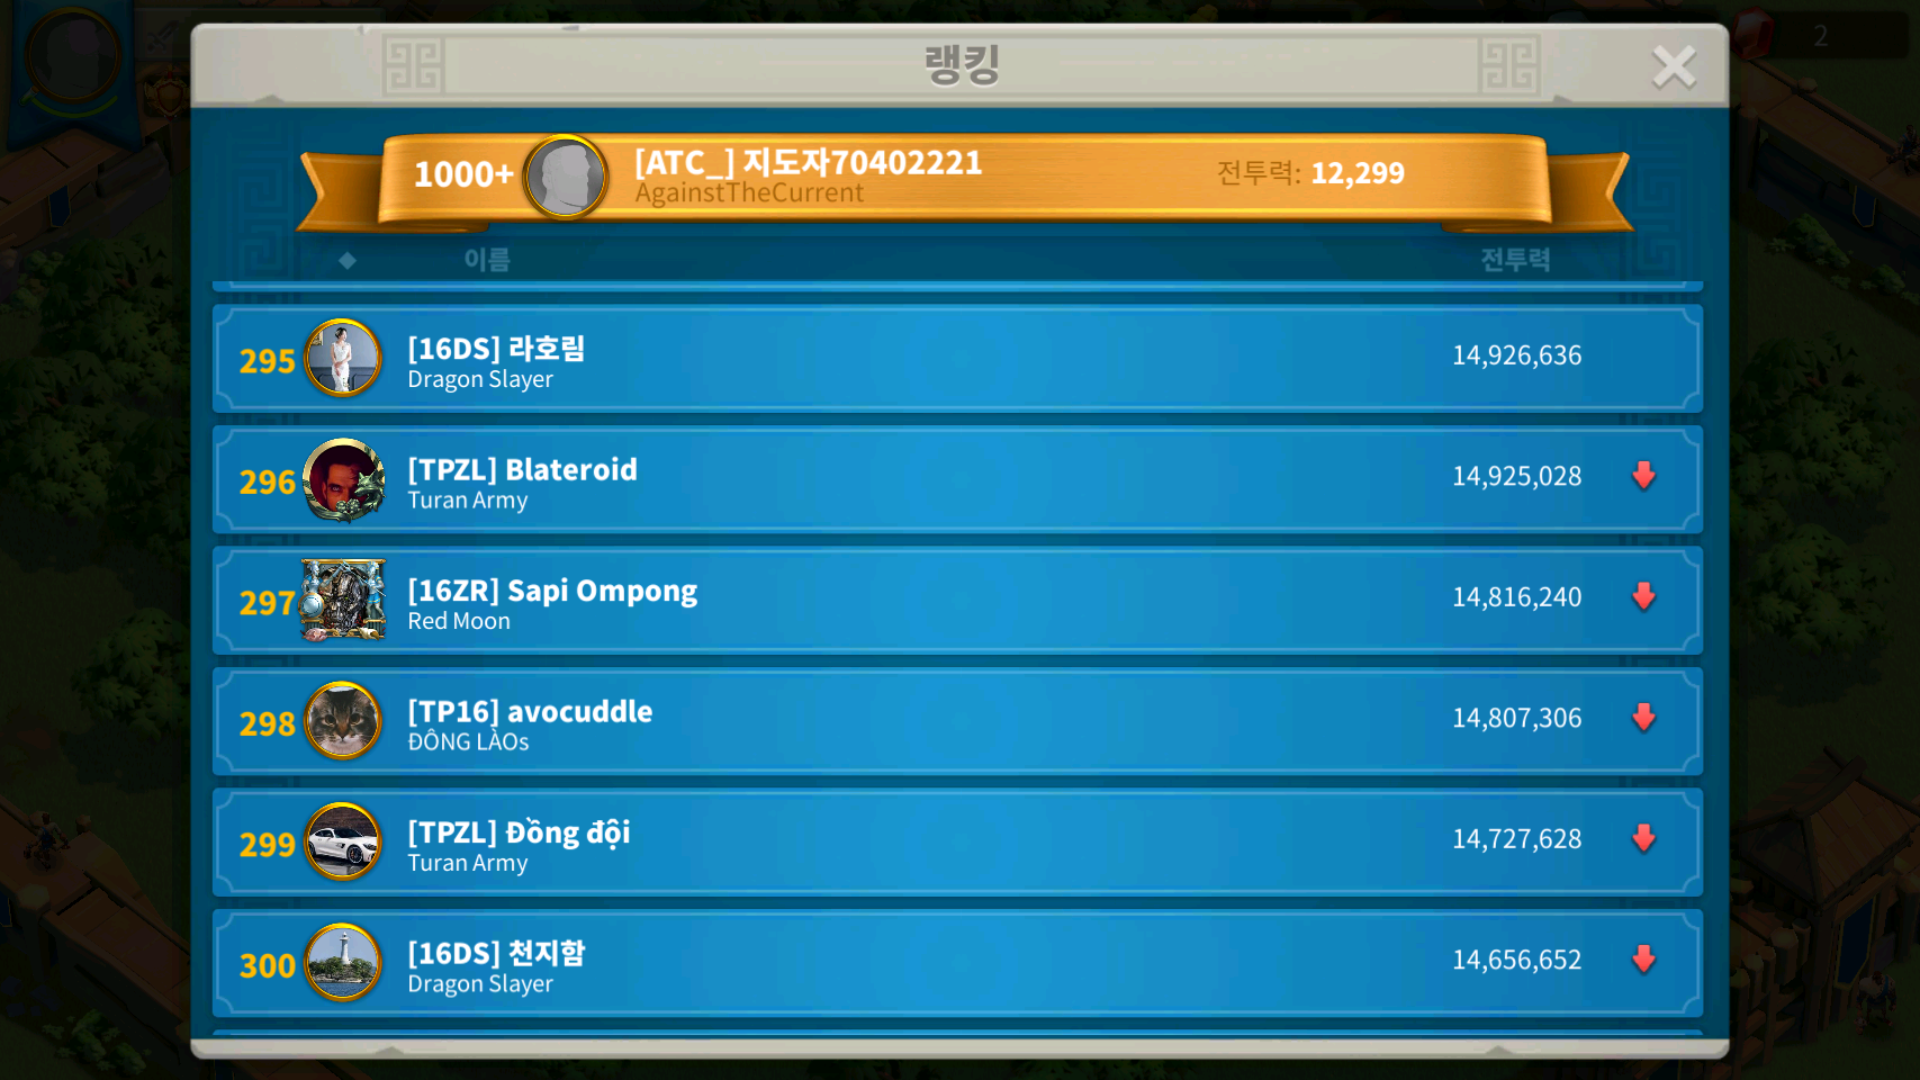 랭킹
2
1000+ [ATC_] 지도자70402221 전투력: 12,299
AgainstTheCurrent
이름 전투력
295 [16DS] 라호림 14,926,636
Dragon Slayer
296 [TPZL] Blateroid 14,925,028
Turan Army
297 [16ZR] Sapi Ompong 14,816,240
Red Moon
298 [TP16] avocuddle 14,807,306
ĐÔNG LÀOs
299 [TPZL] Đồng đội 14,727,628
Turan Army
300 [16DS] 천지함 14,656,652
Dragon Slayer